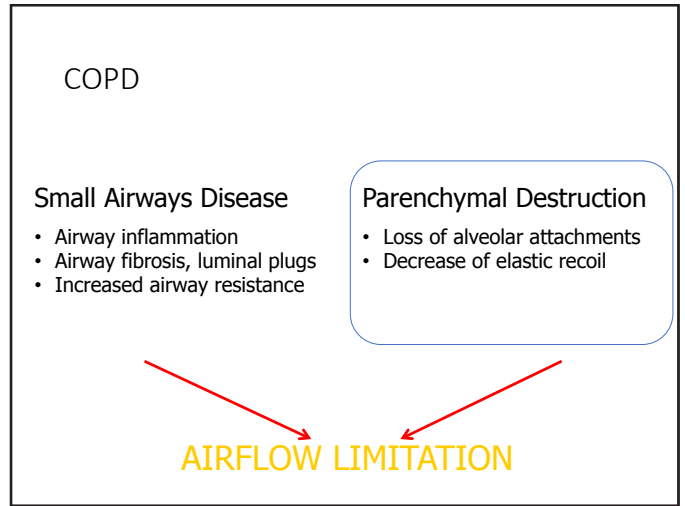 COPD
Small Airways Disease
• Airway inflammation
• Airway fibrosis, luminal plugs
• Increased airway resistance
Parenchymal Destruction
• Loss of alveolar attachments
• Decrease of elastic recoil
AIRFLOW LIMITATION